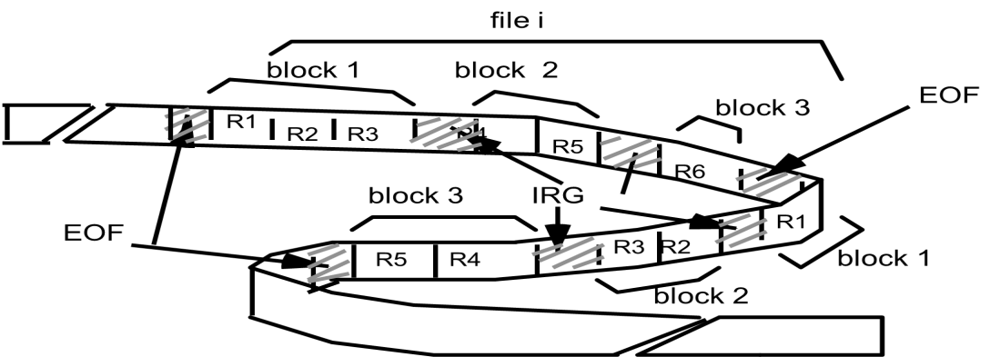 file i
block 1
block 2
EOF
block 3
R1
R2
R3
R4
R5
R6
block 3
IRG
EOF
R5
R4
R3
R2
R1
block 1
block 2